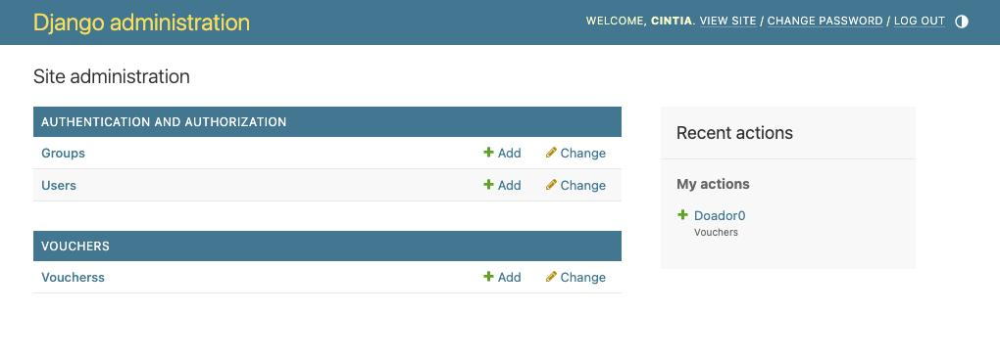 Django administration
WELCOME, CINTIA. VIEW SITE / CHANGE PASSWORD / LOG OUT
Site administration
AUTHENTICATION AND AUTHORIZATION
Groups Add Change
Users Add Change
VOUCHERS
Voucherss Add Change
Recent actions
My actions
Doador0
Vouchers